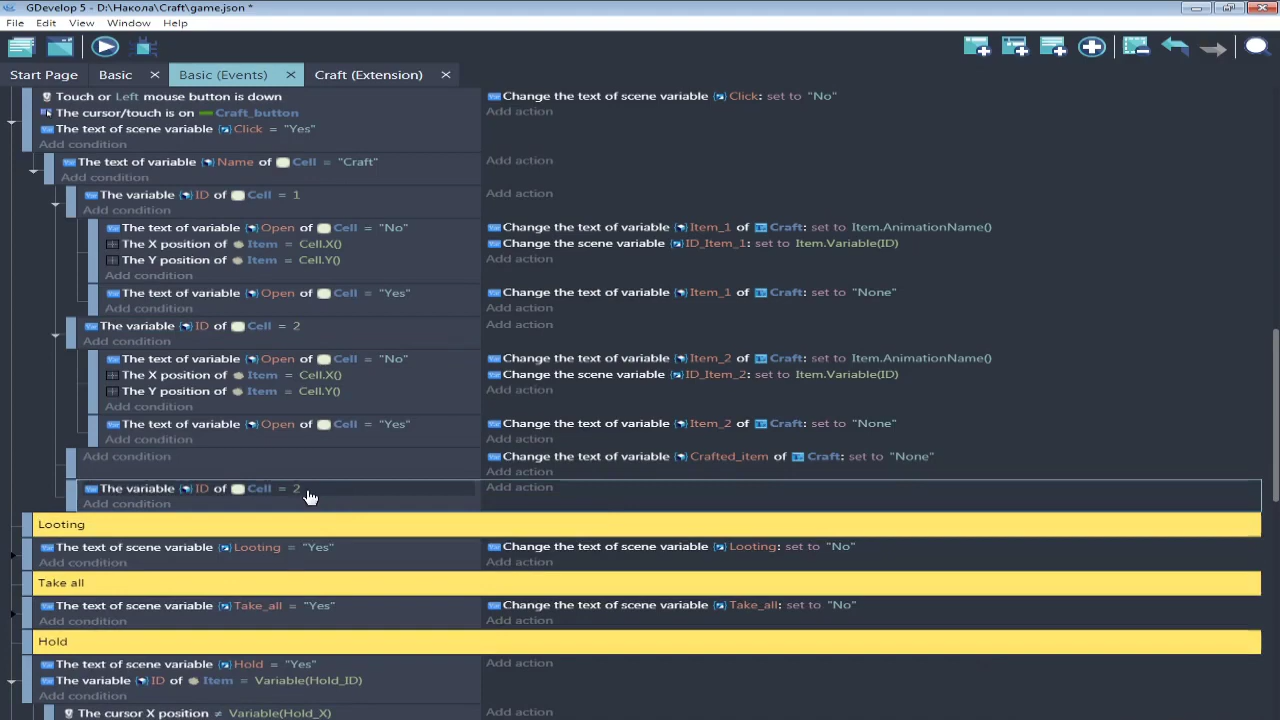 GDevelop 5 - D:\Накола\Craft\game.json *
File Edit View Window Help
Start Page Basic Basic (Events) Craft (Extension)
Touch or Left mouse button is down
Change the text of scene variable Click: set to "No"
The cursor/touch is on Craft_button
Add action
The text of scene variable Click = "Yes"
Add condition
The text of variable Name of Cell = "Craft"
Add action
Add condition
The variable ID of Cell = 1
Add action
Add condition
The text of variable Open of Cell = "No"
Change the text of variable Item_1 of Craft: set to Item.AnimationName()
The X position of Item = Cell.X()
Change the scene variable ID_Item_1: set to Item.Variable(ID)
The Y position of Item = Cell.Y()
Add action
Add condition
The text of variable Open of Cell = "Yes"
Change the text of variable Item_1 of Craft: set to "None"
Add condition
Add action
The variable ID of Cell = 2
Add action
Add condition
The text of variable Open of Cell = "No"
Change the text of variable Item_2 of Craft: set to Item.AnimationName()
The X position of Item = Cell.X()
Change the scene variable ID_Item_2: set to Item.Variable(ID)
The Y position of Item = Cell.Y()
Add action
Add condition
The text of variable Open of Cell = "Yes"
Change the text of variable Item_2 of Craft: set to "None"
Add condition
Add action
Add condition
Change the text of variable Crafted_item of Craft: set to "None"
Add action
The variable ID of Cell = 2
Add action
Add condition
Looting
The text of scene variable Looting = "Yes"
Change the text of scene variable Looting: set to "No"
Add condition
Add action
Take all
The text of scene variable Take_all = "Yes"
Change the text of scene variable Take_all: set to "No"
Add condition
Add action
Hold
The text of scene variable Hold = "Yes"
Add action
The variable ID of Item = Variable(Hold_ID)
Add condition
The cursor X position ≠ Variable(Hold_X)
Add action